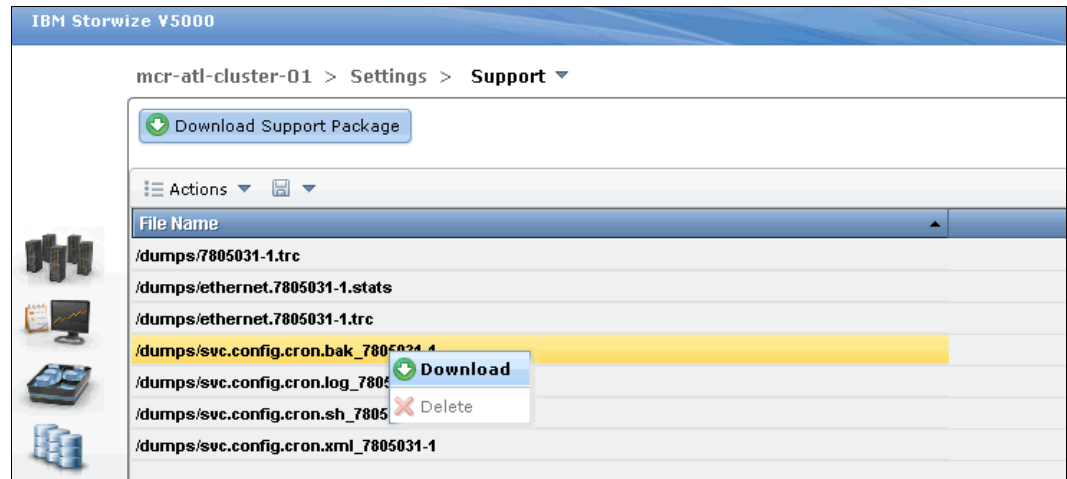 IBM Storwize V5000
mcr-atl-cluster-01 > Settings > Support
Download Support Package
Actions
File Name
/dumps/7805031-1.trc
/dumps/ethernet.7805031-1.stats
/dumps/ethernet.7805031-1.trc
/dumps/svc.config.cron.bak_7805031-1
Download
/dumps/svc.config.cron.log_7805
Delete
/dumps/svc.config.cron.sh_7805
/dumps/svc.config.cron.xml_7805031-1